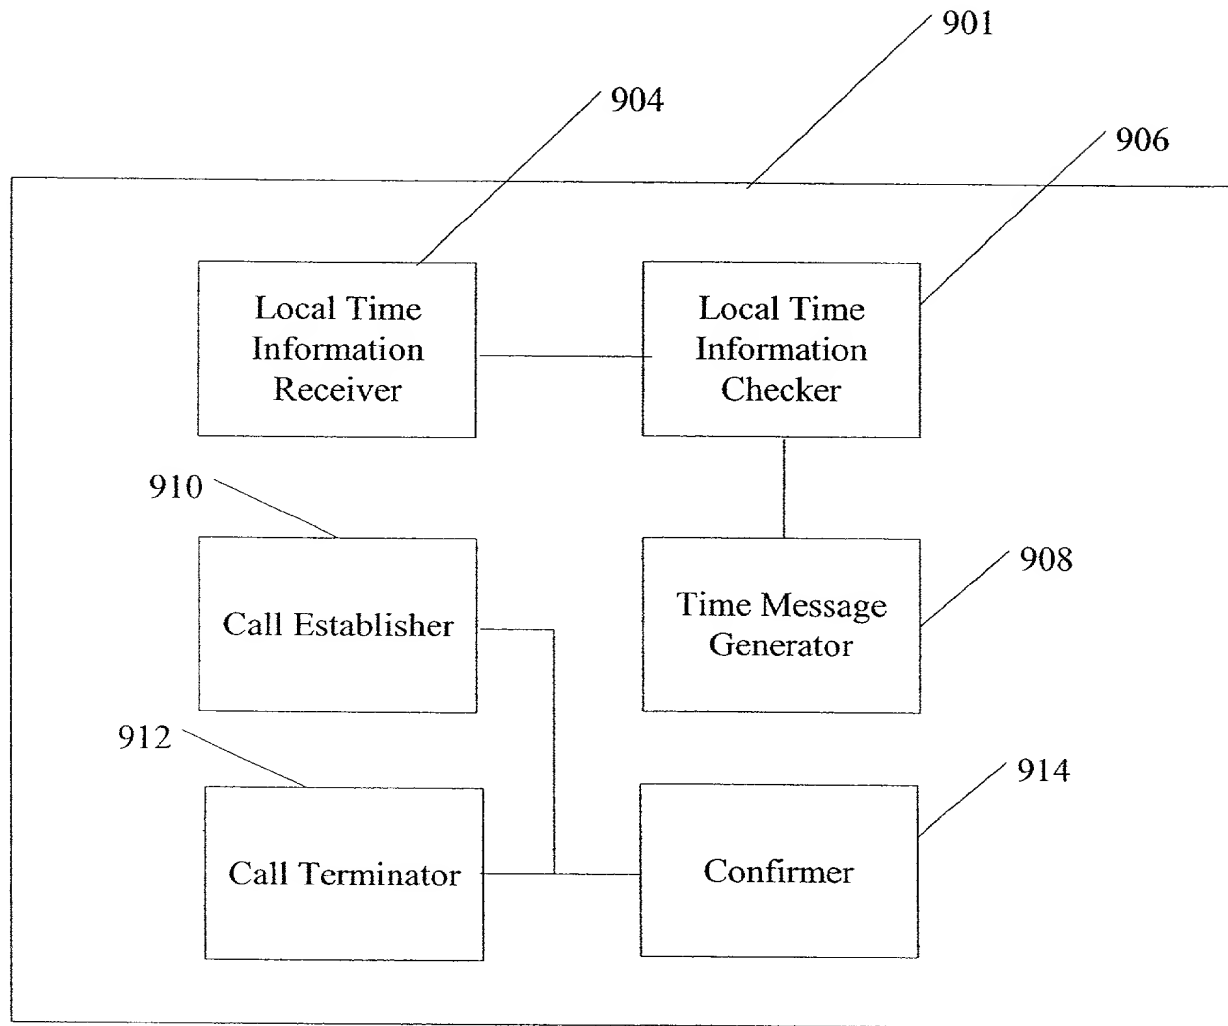 901
904
906
Local Time
Information
Receiver
Local Time
Information
Checker
910
908
Call Establisher
Time Message
Generator
912
914
Call Terminator
Confirmer